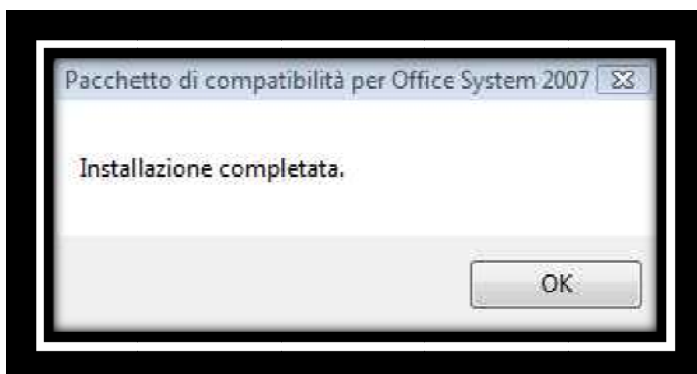 Pacchetto di compatibilità per Office System 2007
Installazione completata.
OK